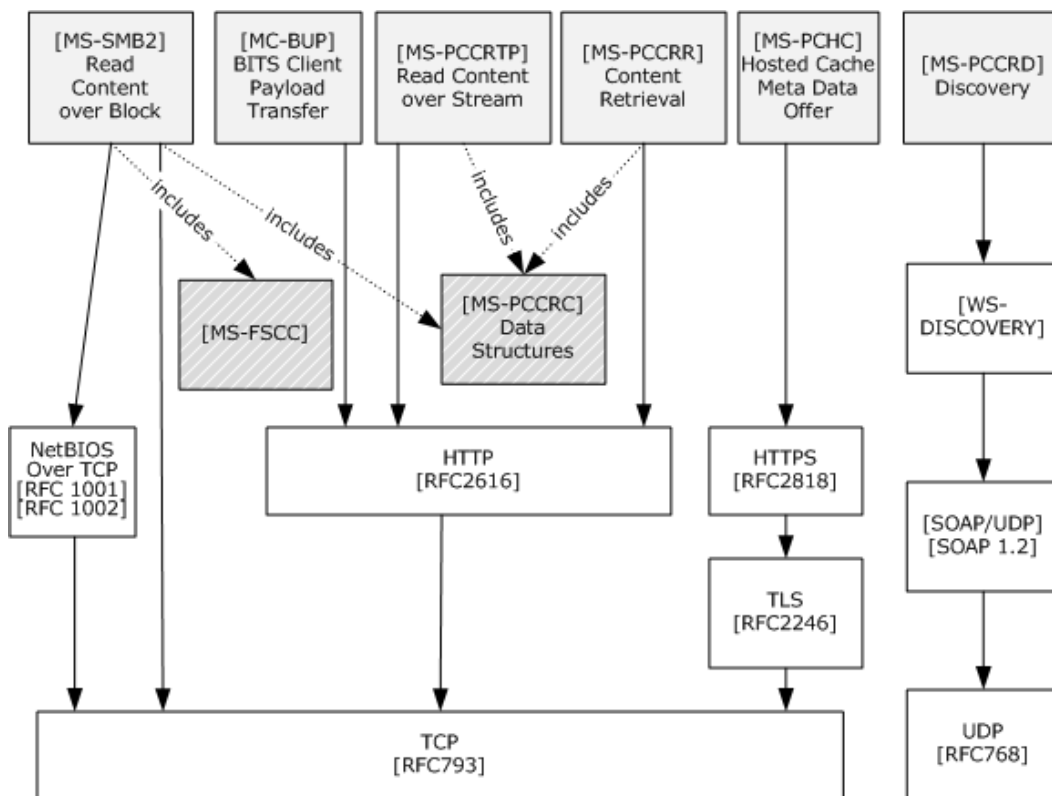 [MS-SMB2]
Read
Content
over Block
[MC-BUP]
BITS Client
Payload
Transfer
[MS-PCCRTP]
Read Content
over Stream
[MS-PCCRR]
Content
Retrieval
[MS-PCHC]
Hosted Cache
Meta Data
Offer
[MS-PCCRD]
Discovery
includes
includes
includes
includes
[MS-FSCC]
[MS-PCCRC]
Data
Structures
[WS-
DISCOVERY]
NetBIOS
Over TCP
[RFC 1001]
[RFC 1002]
HTTP
[RFC2616]
HTTPS
[RFC2818]
[SOAP/UDP]
[SOAP 1.2]
TLS
[RFC2246]
TCP
[RFC793]
UDP
[RFC768]